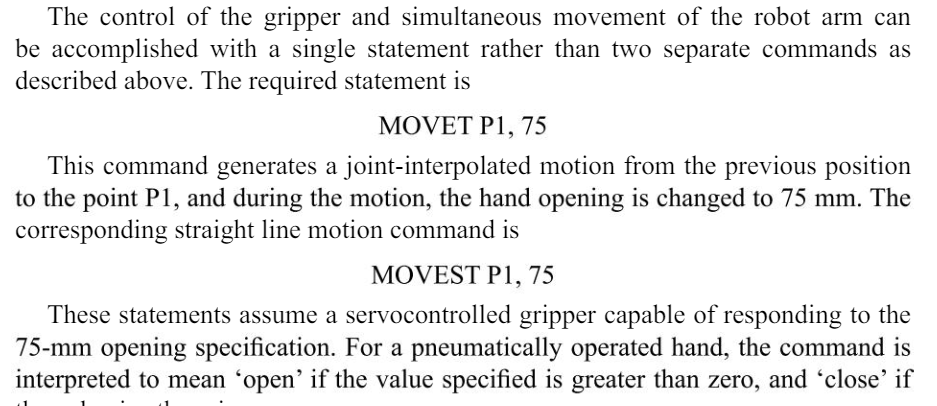 The control of the gripper and simultaneous movement of the robot arm can
be accomplished with a single statement rather than two separate commands as
described above. The required statement is
MOVET P1, 75
This command generates a joint-interpolated motion from the previous position
to the point P1, and during the motion, the hand opening is changed to 75 mm. The
corresponding straight line motion command is
MOVEST P1, 75
These statements assume a servocontrolled gripper capable of responding to the
75-mm opening specification. For a pneumatically operated hand, the command is
interpreted to mean ‘open’ if the value specified is greater than zero, and ‘close’ if